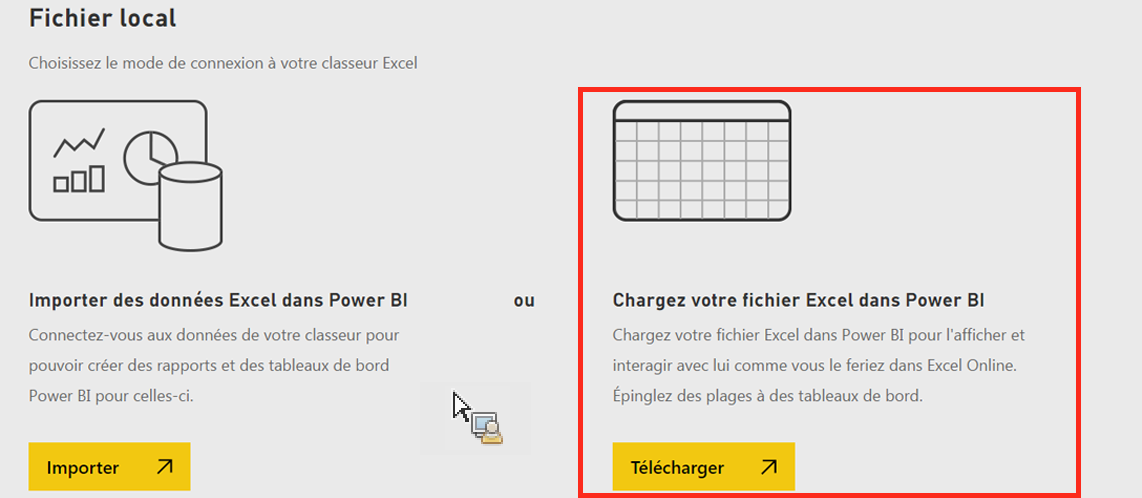 Fichier local
Choisissez le mode de connexion à votre classeur Excel
Importer des données Excel dans Power BI
Connectez-vous aux données de votre classeur pour
pouvoir créer des rapports et des tableaux de bord
Power BI pour celles-ci.
Importer
ou
Chargez votre fichier Excel dans Power BI
Chargez votre fichier Excel dans Power BI pour l'afficher et
interagir avec lui comme vous le feriez dans Excel Online.
Épinglez des plages à des tableaux de bord.
Télécharger